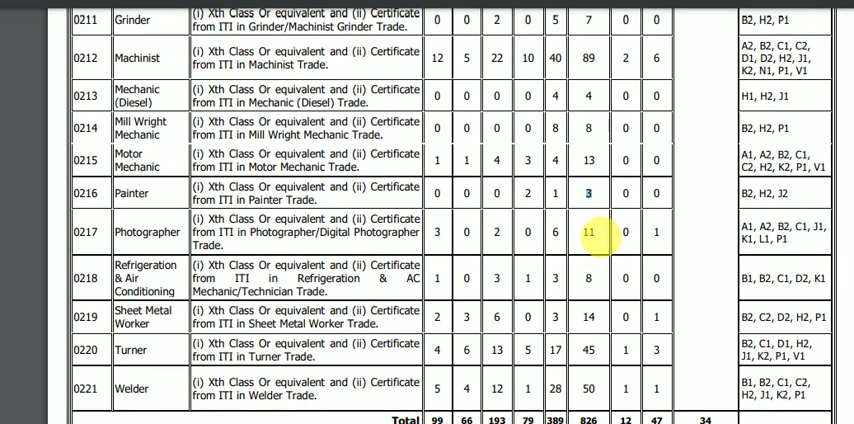 0211 Grinder (i) Xth Class Or equivalent and (ii) Certificate from ITI in Grinder/Machinist Grinder Trade. 0 0 2 0 5 7 0 0 B2, H2, P1
0212 Machinist (i) Xth Class Or equivalent and (ii) Certificate from ITI in Machinist Trade. 12 5 22 10 40 89 2 6 A2, B2, C1, C2, D1, D2, H2, J1, K2, N1, P1, V1
0213 Mechanic (Diesel) (i) Xth Class Or equivalent and (ii) Certificate from ITI in Mechanic (Diesel) Trade. 0 0 0 0 4 4 0 0 H1, H2, J1
0214 Mill Wright Mechanic (i) Xth Class Or equivalent and (ii) Certificate from ITI in Mill Wright Mechanic Trade. 0 0 0 0 8 8 0 0 B2, H2, P1
0215 Motor Mechanic (i) Xth Class Or equivalent and (ii) Certificate from ITI in Motor Mechanic Trade. 1 1 4 3 4 13 0 0 A1, A2, B2, C1, C2, H2, K2, P1, V1
0216 Painter (i) Xth Class Or equivalent and (ii) Certificate from ITI in Painter Trade. 0 0 0 2 1 3 0 0 B2, H2, J2
0217 Photographer (i) Xth Class Or equivalent and (ii) Certificate from ITI in Photographer/Digital Photographer Trade. 3 0 2 0 6 11 0 1 A1, A2, B2, C1, J1, K1, L1, P1
0218 Refrigeration & Air Conditioning (i) Xth Class Or equivalent and (ii) Certificate from ITI in Refrigeration & AC Mechanic/Technician Trade. 1 0 3 1 3 8 0 0 B1, B2, C1, D2, K1
0219 Sheet Metal Worker (i) Xth Class Or equivalent and (ii) Certificate from ITI in Sheet Metal Worker Trade. 2 3 6 0 3 14 0 1 B2, C2, D2, H2, P1
0220 Turner (i) Xth Class Or equivalent and (ii) Certificate from ITI in Turner Trade. 4 6 13 5 17 45 1 3 B2, C1, D1, H2, J1, K2, P1, V1
0221 Welder (i) Xth Class Or equivalent and (ii) Certificate from ITI in Welder Trade. 5 4 12 1 28 50 1 1 B1, B2, C1, C2, H2, J1, K2, P1
Total 99 66 193 79 389 826 12 47 34